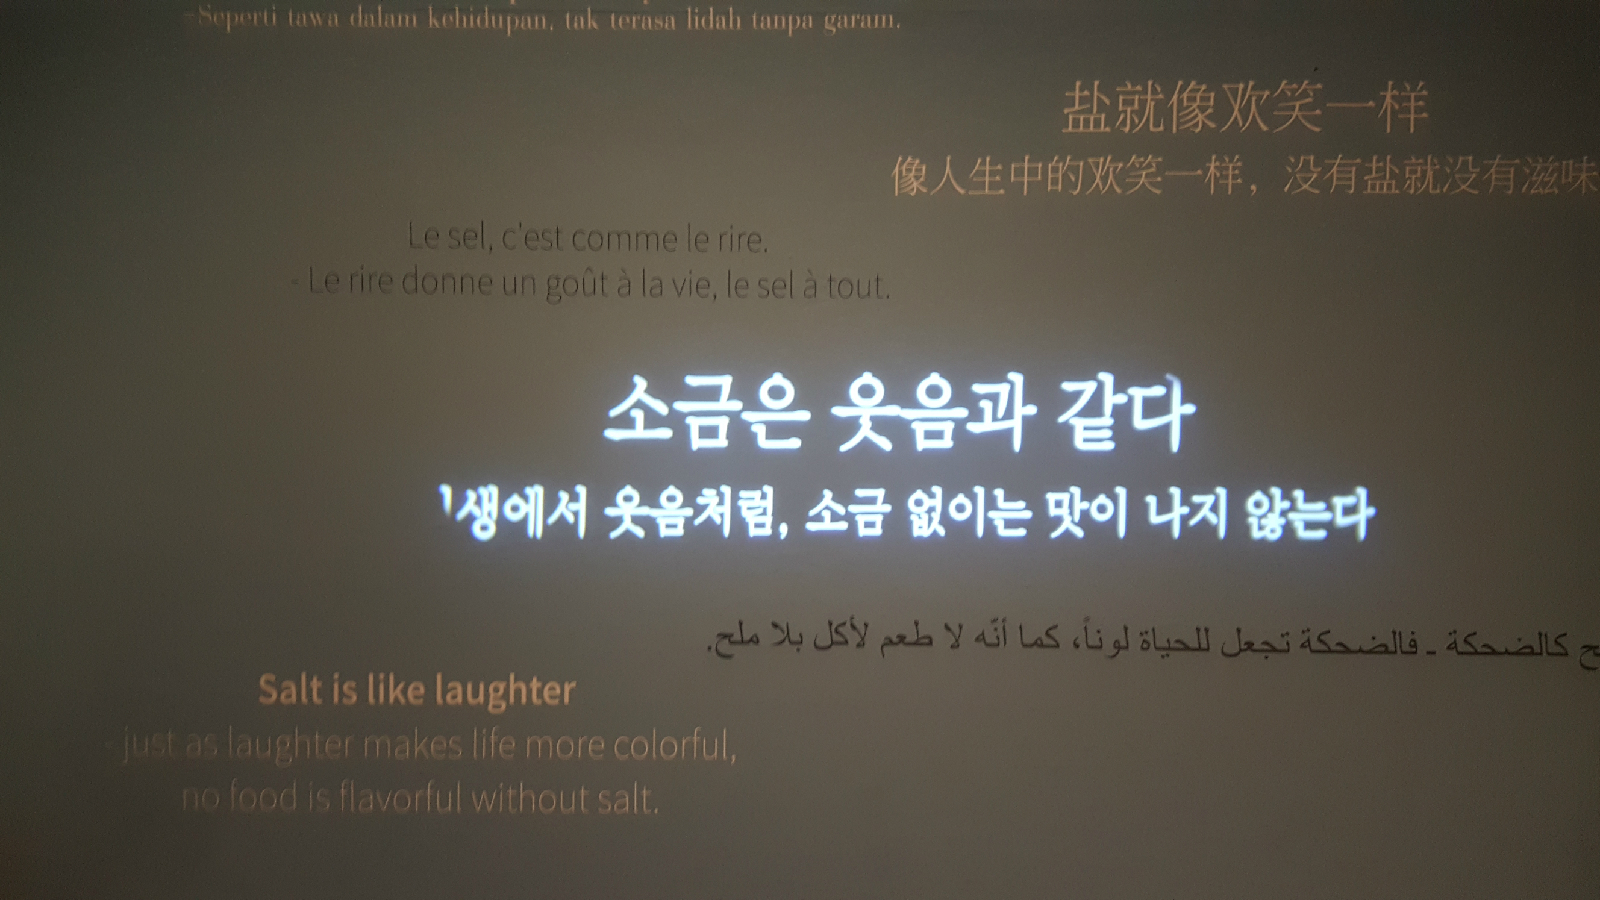 -Seperti tawa dalam kehidupan, tak terasa lidah tanpa garam.
盐就像欢笑一样
像人生中的欢笑一样，没有盐就没有滋味
Le sel, c'est comme le rire.
- Le rire donne un goût à la vie, le sel à tout.
소금은 웃음과 같다
생에서 웃음처럼, 소금 없이는 맛이 나지 않는다
كالضحكة ـ فالضحكة تجعل للحياة لوناً، كما أنّه لا طعم لأكل بلا ملح.
Salt is like laughter
- just as laughter makes life more colorful,
no food is flavorful without salt.